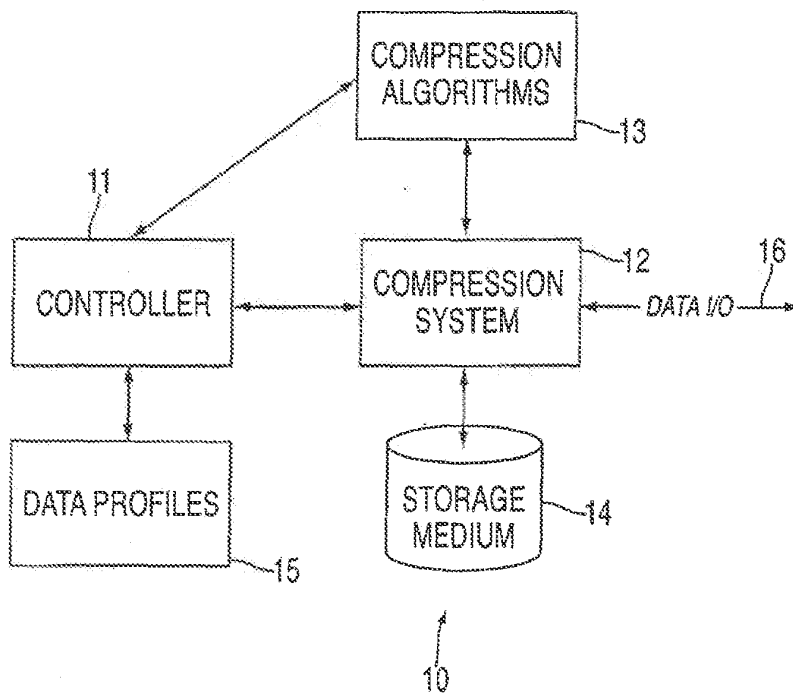 COMPRESSION
ALGORITHMS
13
11
CONTROLLER
12
COMPRESSION
SYSTEM
16
DATA I/O
DATA PROFILES
15
STORAGE
MEDIUM
14
10